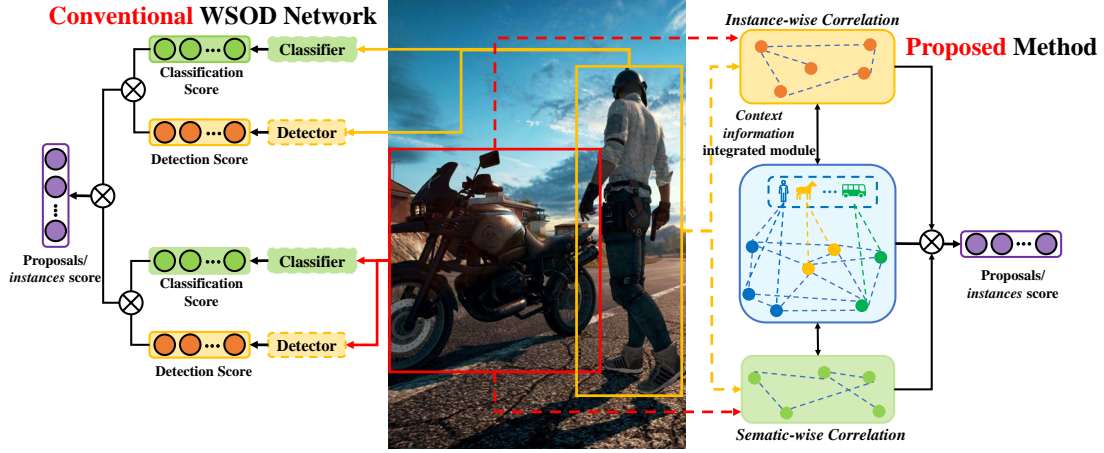 Conventional WSOD Network
Classifier
Classification
Score
Detector
Detection Score
Proposals/
instances score
Classifier
Classification
Score
Detector
Detection Score
Instance-wise Correlation
Proposed Method
Context
information
integrated module
Proposals/
instances score
Sematic-wise Correlation